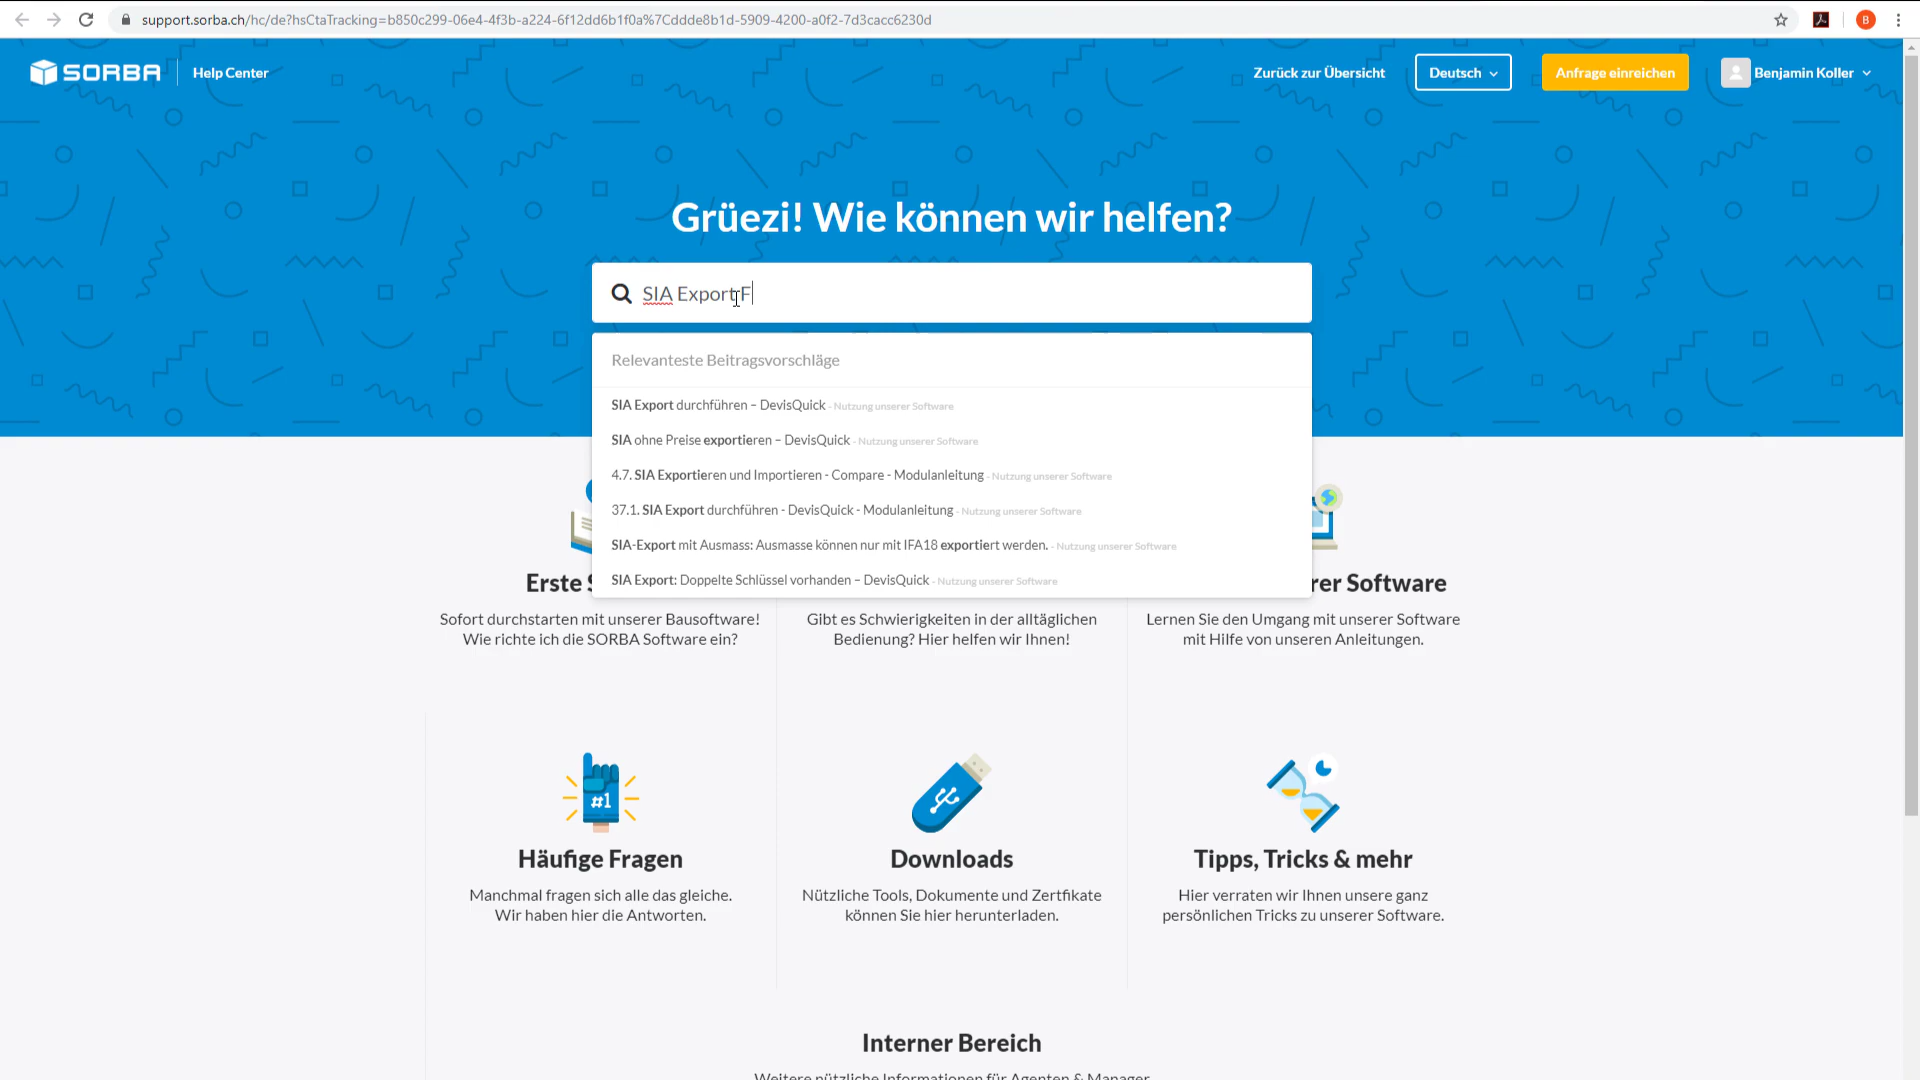 support.sorba.ch/hc/de?hsCtaTracking=b850c299-06e4-4f3b-a224-6f12dd6b1f0a%7Cddde8b1d-5909-4200-a0f2-7d3cacc6230d
B
SORBA
Help Center
Zurück zur Übersicht
Deutsch
Anfrage einreichen
Benjamin Koller
Grüezi! Wie können wir helfen?
SIA Export F
Relevanteste Beitragsvorschläge
SIA Export durchführen – DevisQuick - Nutzung unserer Software
SIA ohne Preise exportieren – DevisQuick - Nutzung unserer Software
4.7. SIA Exportieren und Importieren - Compare - Modulanleitung - Nutzung unserer Software
37.1. SIA Export durchführen - DevisQuick - Modulanleitung - Nutzung unserer Software
SIA-Export mit Ausmass: Ausmasse können nur mit IFA18 exportiert werden. - Nutzung unserer Software
SIA Export: Doppelte Schlüssel vorhanden – DevisQuick - Nutzung unserer Software
Erste
rer Software
Sofort durchstarten mit unserer Bausoftware!
Wie richte ich die SORBA Software ein?
Gibt es Schwierigkeiten in der alltäglichen
Bedienung? Hier helfen wir Ihnen!
Lernen Sie den Umgang mit unserer Software
mit Hilfe von unseren Anleitungen.
#1
Häufige Fragen
Manchmal fragen sich alle das gleiche.
Wir haben hier die Antworten.
Downloads
Nützliche Tools, Dokumente und Zertfikate
können Sie hier herunterladen.
Tipps, Tricks & mehr
Hier verraten wir Ihnen unsere ganz
persönlichen Tricks zu unserer Software.
Interner Bereich
Weitere nützliche Informationen für Agenten & Manager